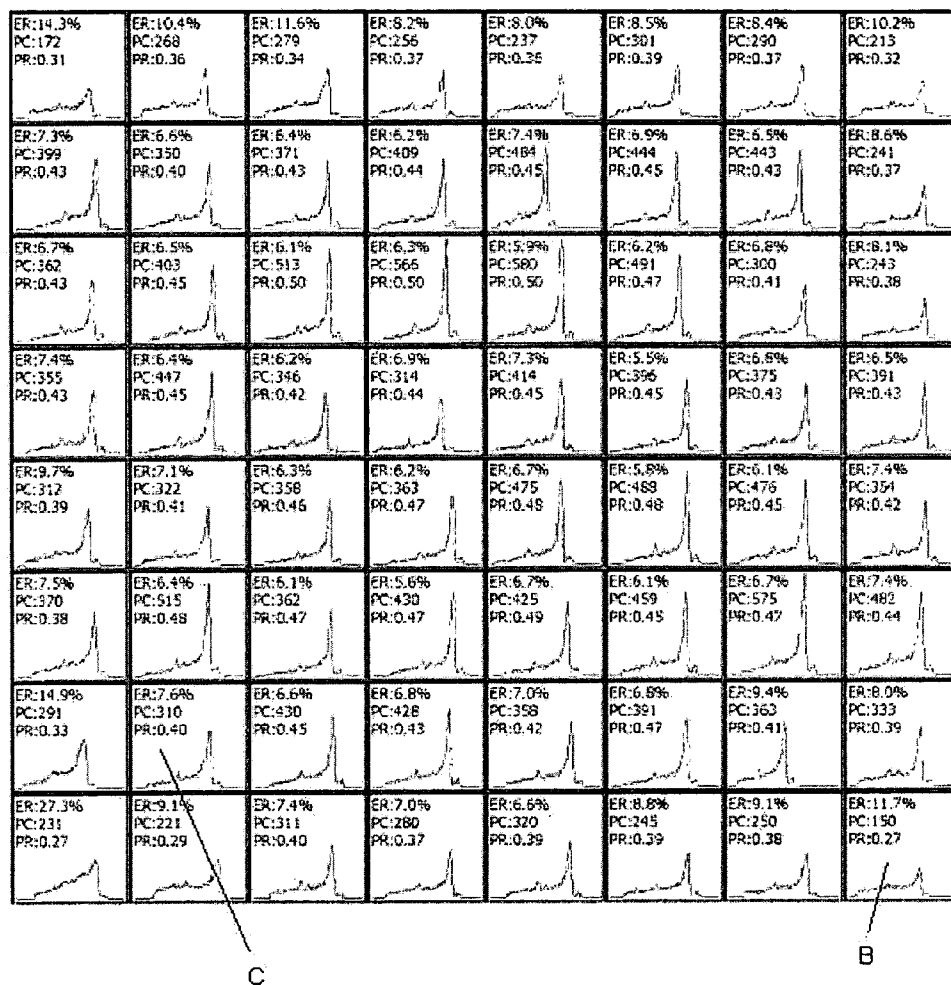 ER:14.3%
PC:172
PR:0.31
ER:10.4%
PC:268
PR:0.36
ER:11.6%
PC:279
PR:0.34
ER:8.2%
PC:256
PR:0.37
ER:8.0%
PC:237
PR:0.35
ER:8.5%
PC:301
PR:0.39
ER:8.4%
PC:290
PR:0.37
ER:10.2%
PC:213
PR:0.32
ER:7.3%
PC:399
PR:0.43
ER:6.6%
PC:350
PR:0.40
ER:6.4%
PC:371
PR:0.43
ER:6.2%
PC:409
PR:0.44
ER:7.4%
PC:484
PR:0.45
ER:6.9%
PC:444
PR:0.45
ER:6.5%
PC:443
PR:0.43
ER:8.6%
PC:241
PR:0.37
ER:6.7%
PC:362
PR:0.43
ER:6.5%
PC:403
PR:0.45
ER:6.1%
PC:513
PR:0.50
ER:6.3%
PC:566
PR:0.50
ER:5.9%
PC:580
PR:0.50
ER:6.2%
PC:491
PR:0.47
ER:6.8%
PC:300
PR:0.41
ER:8.1%
PC:243
PR:0.38
ER:7.4%
PC:355
PR:0.43
ER:6.4%
PC:447
PR:0.45
ER:6.2%
PC:346
PR:0.42
ER:6.9%
PC:314
PR:0.44
ER:7.3%
PC:414
PR:0.45
ER:5.5%
PC:396
PR:0.45
ER:6.8%
PC:375
PR:0.43
ER:6.5%
PC:391
PR:0.43
ER:9.7%
PC:312
PR:0.39
ER:7.1%
PC:322
PR:0.41
ER:6.3%
PC:358
PR:0.46
ER:6.2%
PC:363
PR:0.47
ER:6.7%
PC:475
PR:0.48
ER:5.8%
PC:488
PR:0.48
ER:6.1%
PC:476
PR:0.45
ER:7.4%
PC:354
PR:0.42
ER:7.5%
PC:370
PR:0.38
ER:6.4%
PC:515
PR:0.48
ER:6.1%
PC:362
PR:0.47
ER:5.6%
PC:430
PR:0.47
ER:6.7%
PC:425
PR:0.49
ER:6.1%
PC:459
PR:0.45
ER:6.7%
PC:575
PR:0.47
ER:7.4%
PC:482
PR:0.44
ER:14.9%
PC:291
PR:0.33
ER:7.6%
PC:310
PR:0.40
ER:6.6%
PC:430
PR:0.45
ER:6.8%
PC:428
PR:0.43
ER:7.0%
PC:358
PR:0.42
ER:6.8%
PC:391
PR:0.47
ER:9.4%
PC:363
PR:0.41
ER:8.0%
PC:333
PR:0.39
ER:27.3%
PC:231
PR:0.27
ER:9.1%
PC:221
PR:0.29
ER:7.4%
PC:311
PR:0.40
ER:7.0%
PC:280
PR:0.37
ER:6.6%
PC:320
PR:0.39
ER:8.8%
PC:245
PR:0.39
ER:9.1%
PC:250
PR:0.38
ER:11.7%
PC:150
PR:0.27
C
B